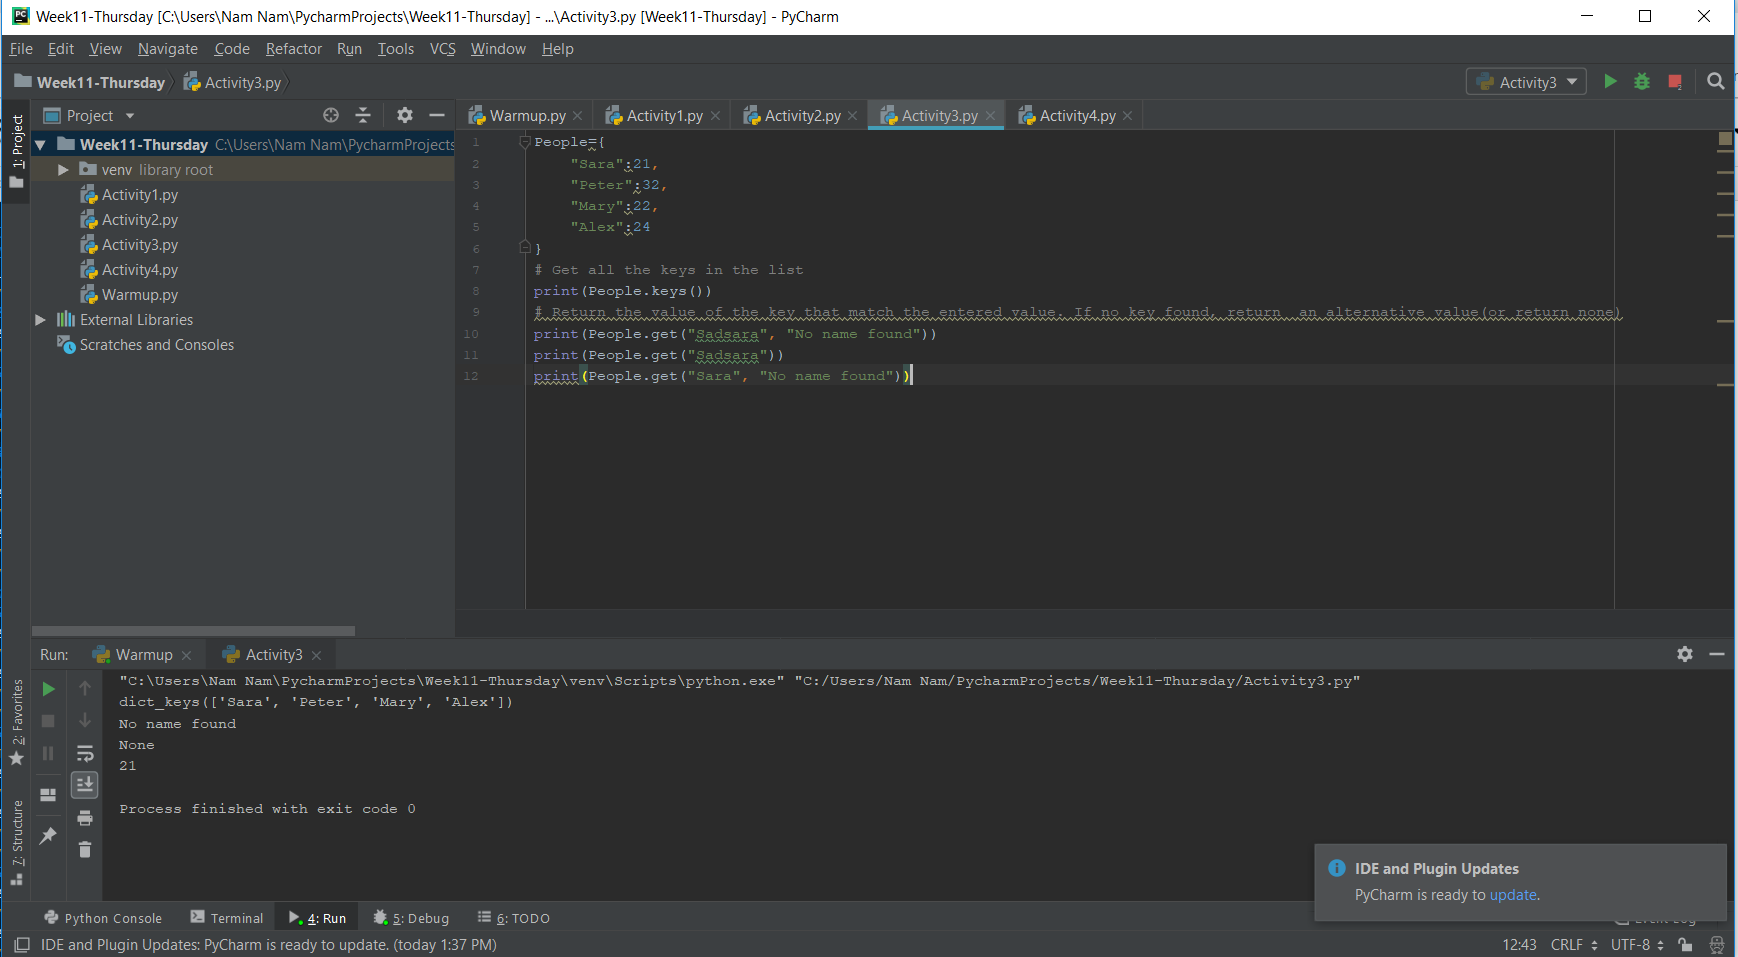 Week11-Thursday [C:\Users\Nam Nam\PycharmProjects\Week11-Thursday] - ...\Activity3.py [Week11-Thursday] - PyCharm
File Edit View Navigate Code Refactor Run Tools VCS Window Help
Week11-Thursday Activity3.py Activity3
1: Project
Project
Warmup.py Activity1.py Activity2.py Activity3.py Activity4.py
Week11-Thursday C:\Users\Nam Nam\PycharmProjects
venv library root
Activity1.py
Activity2.py
Activity3.py
Activity4.py
Warmup.py
External Libraries
Scratches and Consoles
1 People={
2 "Sara":21,
3 "Peter":32,
4 "Mary":22,
5 "Alex":24
6 }
7 # Get all the keys in the list
8 print(People.keys())
9 # Return the value of the key that match the entered value. If no key found, return  an alternative value(or return none)
10 print(People.get("Sadsara", "No name found"))
11 print(People.get("Sadsara"))
12 print(People.get("Sara", "No name found"))
Run: Warmup Activity3
"C:\Users\Nam Nam\PycharmProjects\Week11-Thursday\venv\Scripts\python.exe" "C:/Users/Nam Nam/PycharmProjects/Week11-Thursday/Activity3.py"
dict_keys(['Sara', 'Peter', 'Mary', 'Alex'])
No name found
None
21
Process finished with exit code 0
2: Favorites
7: Structure
IDE and Plugin Updates
PyCharm is ready to update.
Python Console Terminal 4: Run 5: Debug 6: TODO Event Log
IDE and Plugin Updates: PyCharm is ready to update. (today 1:37 PM) 12:43 CRLF UTF-8